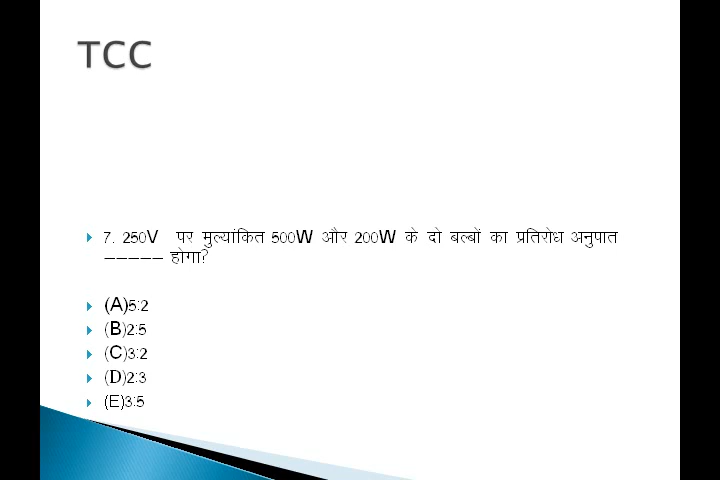 TCC
7. 250V पर मुल्यांकित 500W और 200W के दो बल्बों का प्रतिरोध अनुपात
————— होगा?
(A)5:2
(B)2:5
(C)3:2
(D)2:3
(E)3:5